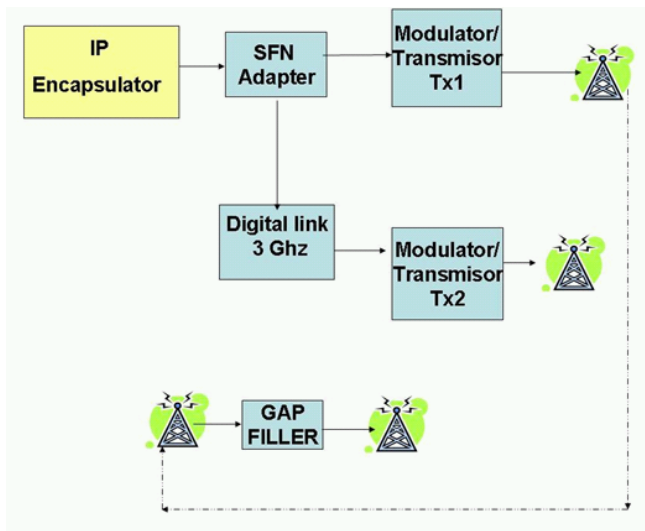 IP
Encapsulator
SFN
Adapter
Modulator/
Transmisor
Tx1
Digital link
3 Ghz
Modulator/
Transmisor
Tx2
GAP
FILLER